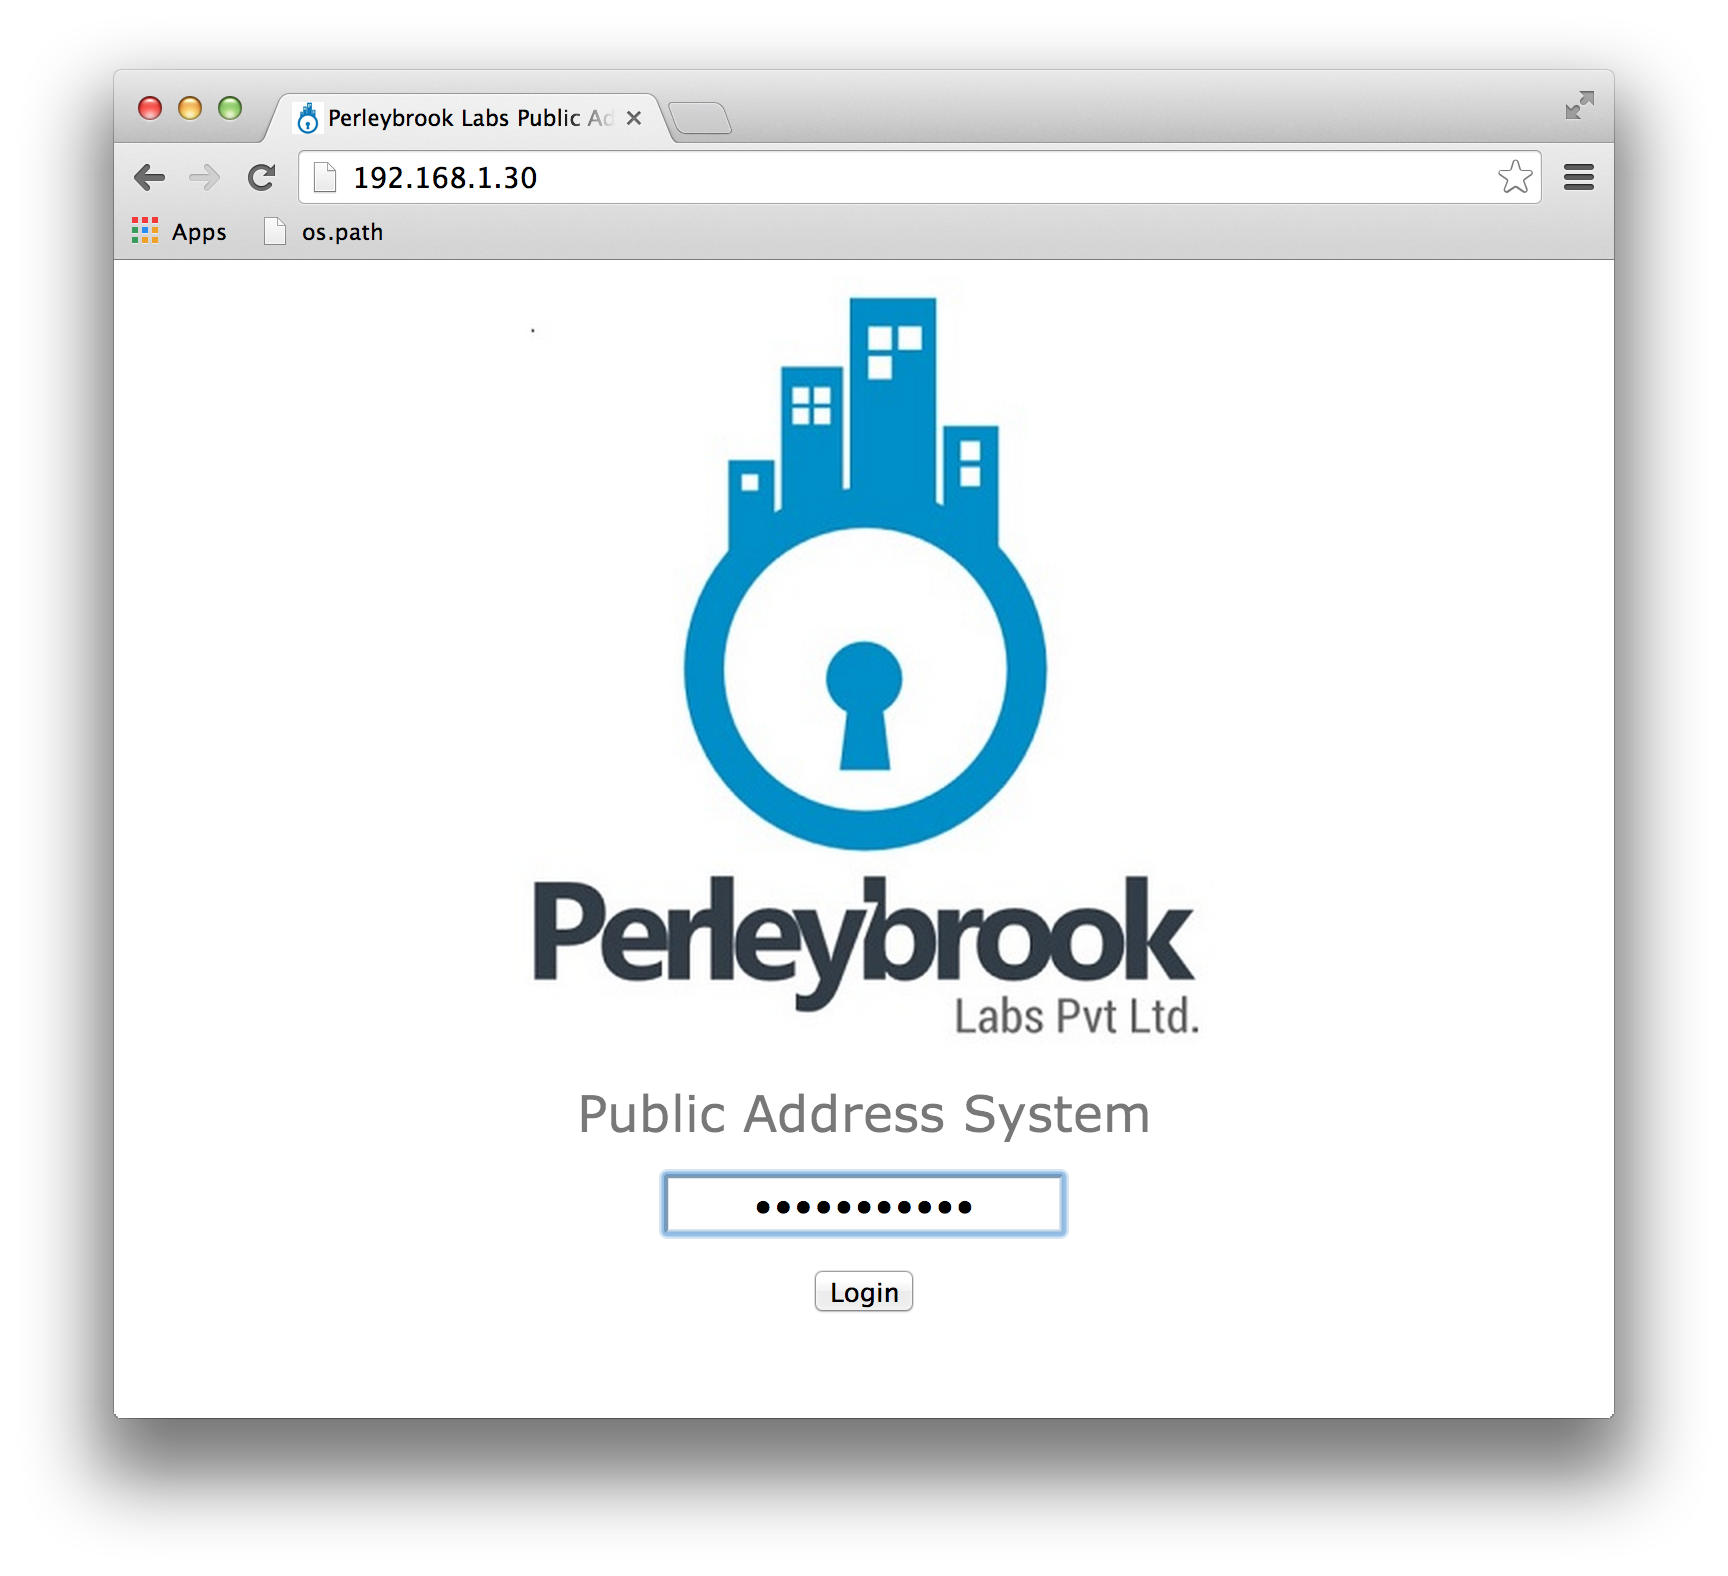 Perleybrook Labs Public Ad
192.168.1.30
Apps os.path
Perleybrook
Labs Pvt Ltd.
Public Address System
•••••••••••
Login